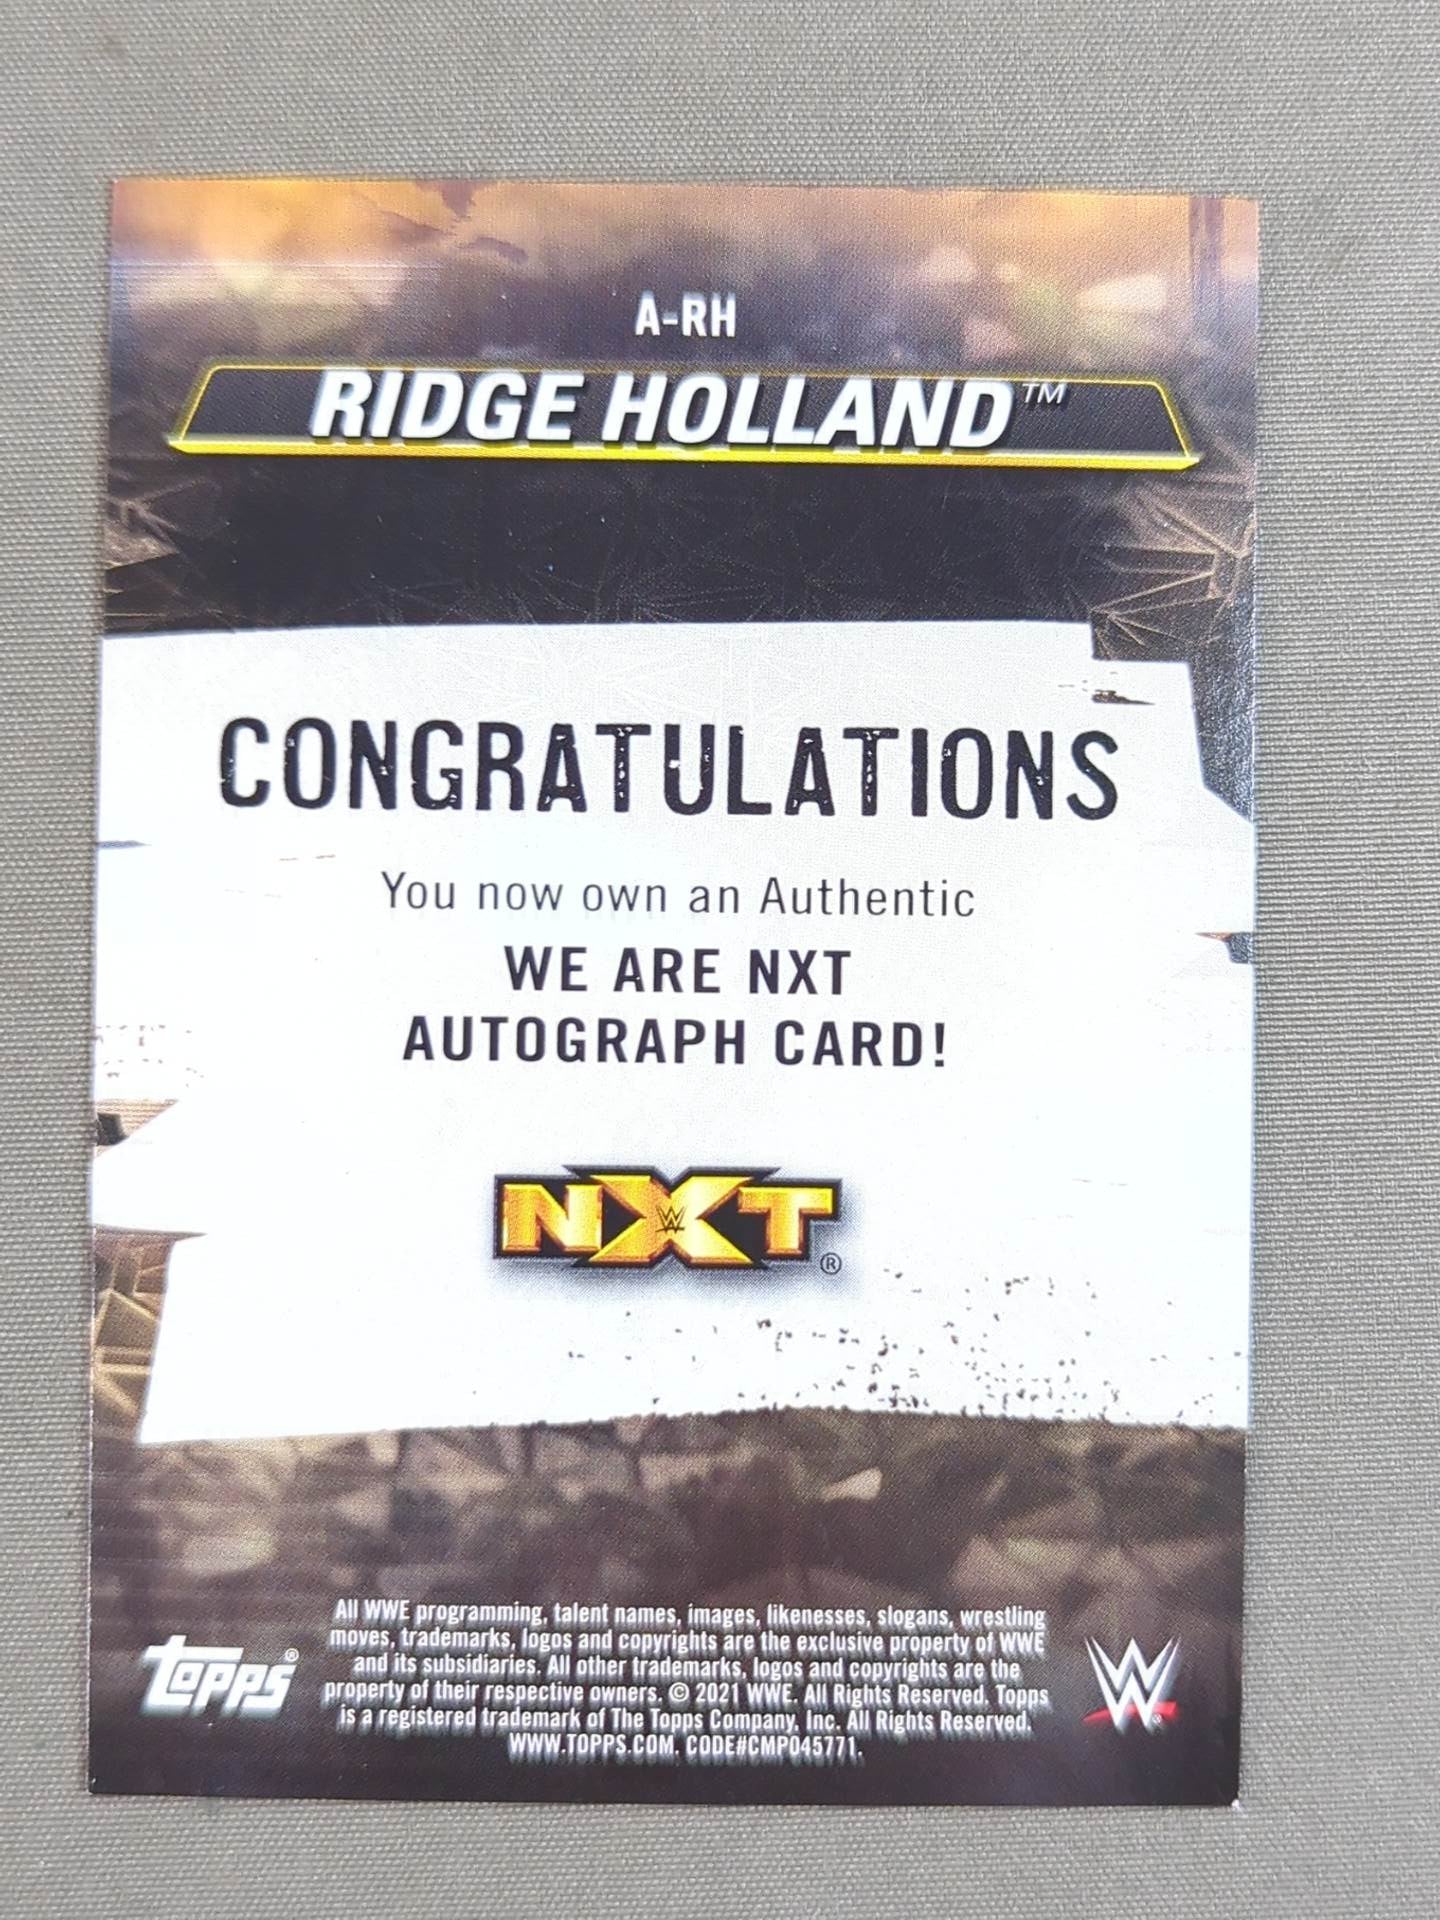 A-RH
RIDGE HOLLAND™
CONGRATULATIONS
You now own an Authentic
WE ARE NXT
AUTOGRAPH CARD!
NXT®
All WWE programming, talent names, images, likenesses, slogans, wrestling
moves, trademarks, logos and copyrights are the exclusive property of WWE
and its subsidiaries. All other trademarks, logos and copyrights are the
property of their respective owners. © 2021 WWE. All Rights Reserved. Topps
is a registered trademark of The Topps Company, Inc. All Rights Reserved.
WWW.TOPPS.COM. CODE#CMP045771.
topps®
W®